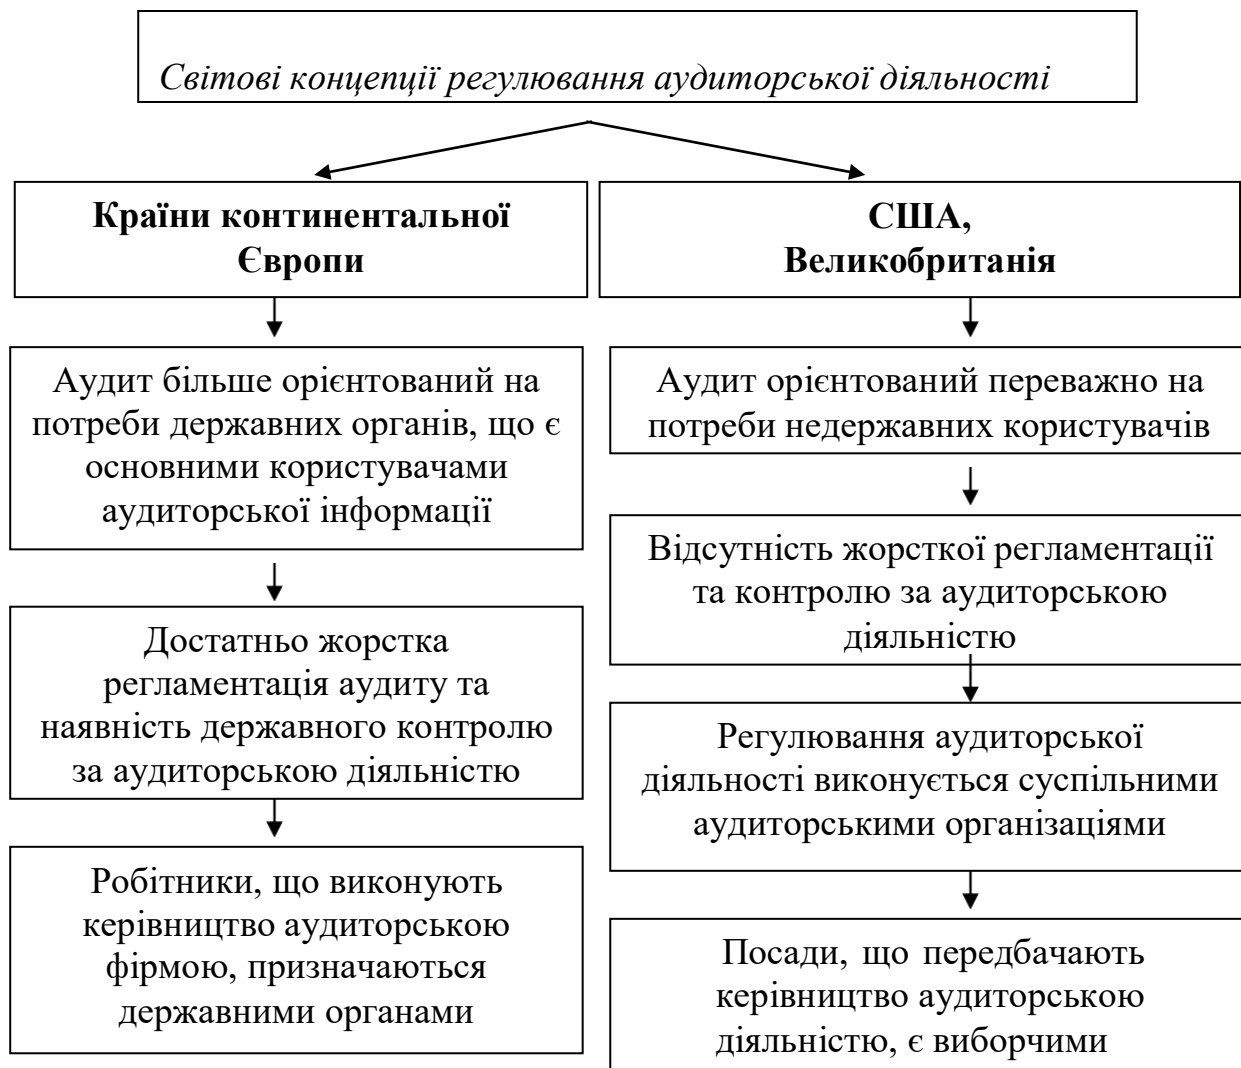 Світові концепції регулювання аудиторської діяльності
Країни континентальної
Європи
Аудит більше орієнтований на
потреби державних органів, що є
основними користувачами
аудиторської інформації
Достатньо жорстка
регламентація аудиту та
наявність державного контролю
за аудиторською діяльністю
Робітники, що виконують
керівництво аудиторською
фірмою, призначаються
державними органами
США,
Великобританія
Аудит орієнтований переважно на
потреби недержавних користувачів
Відсутність жорсткої регламентації
та контролю за аудиторською
діяльністю
Регулювання аудиторської
діяльності виконується суспільними
аудиторськими організаціями
Посади, що передбачають
керівництво аудиторською
діяльністю, є виборчими